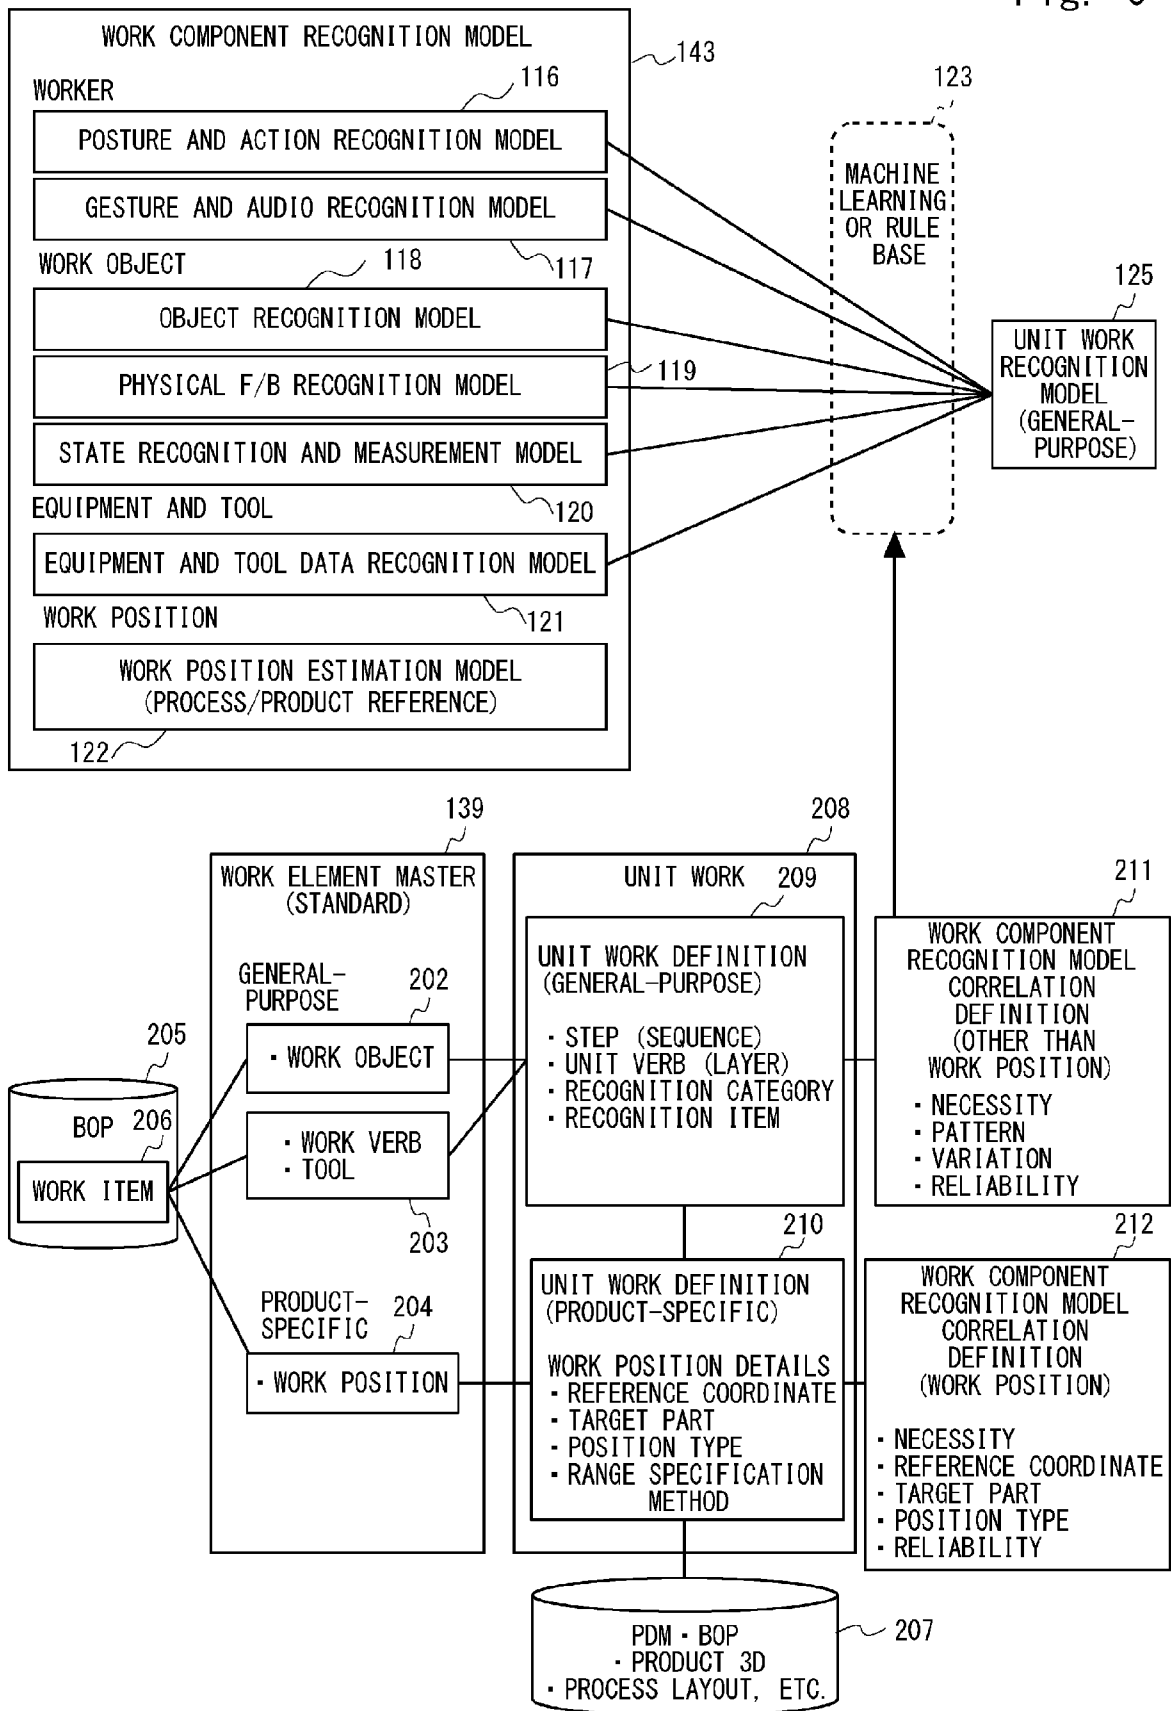 Fig.
WORK COMPONENT RECOGNITION MODEL
143
WORKER
116
POSTURE AND ACTION RECOGNITION MODEL
GESTURE AND AUDIO RECOGNITION MODEL
117
WORK OBJECT
118
OBJECT RECOGNITION MODEL
PHYSICAL F/B RECOGNITION MODEL
119
STATE RECOGNITION AND MEASUREMENT MODEL
120
EQUIPMENT AND TOOL
EQUIPMENT AND TOOL DATA RECOGNITION MODEL
121
WORK POSITION
WORK POSITION ESTIMATION MODEL
(PROCESS/PRODUCT REFERENCE)
122
123
MACHINE
LEARNING
OR RULE
BASE
125
UNIT WORK
RECOGNITION
MODEL
(GENERAL-
PURPOSE)
205
BOP
206
WORK ITEM
139
WORK ELEMENT MASTER
(STANDARD)
GENERAL-
PURPOSE
202
・WORK OBJECT
・WORK VERB
・TOOL
203
PRODUCT-
SPECIFIC
204
・WORK POSITION
208
UNIT WORK
209
UNIT WORK DEFINITION
(GENERAL-PURPOSE)
・STEP (SEQUENCE)
・UNIT VERB (LAYER)
・RECOGNITION CATEGORY
・RECOGNITION ITEM
210
UNIT WORK DEFINITION
(PRODUCT-SPECIFIC)
WORK POSITION DETAILS
・REFERENCE COORDINATE
・TARGET PART
・POSITION TYPE
・RANGE SPECIFICATION
METHOD
211
WORK COMPONENT
RECOGNITION MODEL
CORRELATION
DEFINITION
(OTHER THAN
WORK POSITION)
・NECESSITY
・PATTERN
・VARIATION
・RELIABILITY
212
WORK COMPONENT
RECOGNITION MODEL
CORRELATION
DEFINITION
(WORK POSITION)
・NECESSITY
・REFERENCE COORDINATE
・TARGET PART
・POSITION TYPE
・RELIABILITY
207
PDM・BOP
・PRODUCT 3D
・PROCESS LAYOUT, ETC.